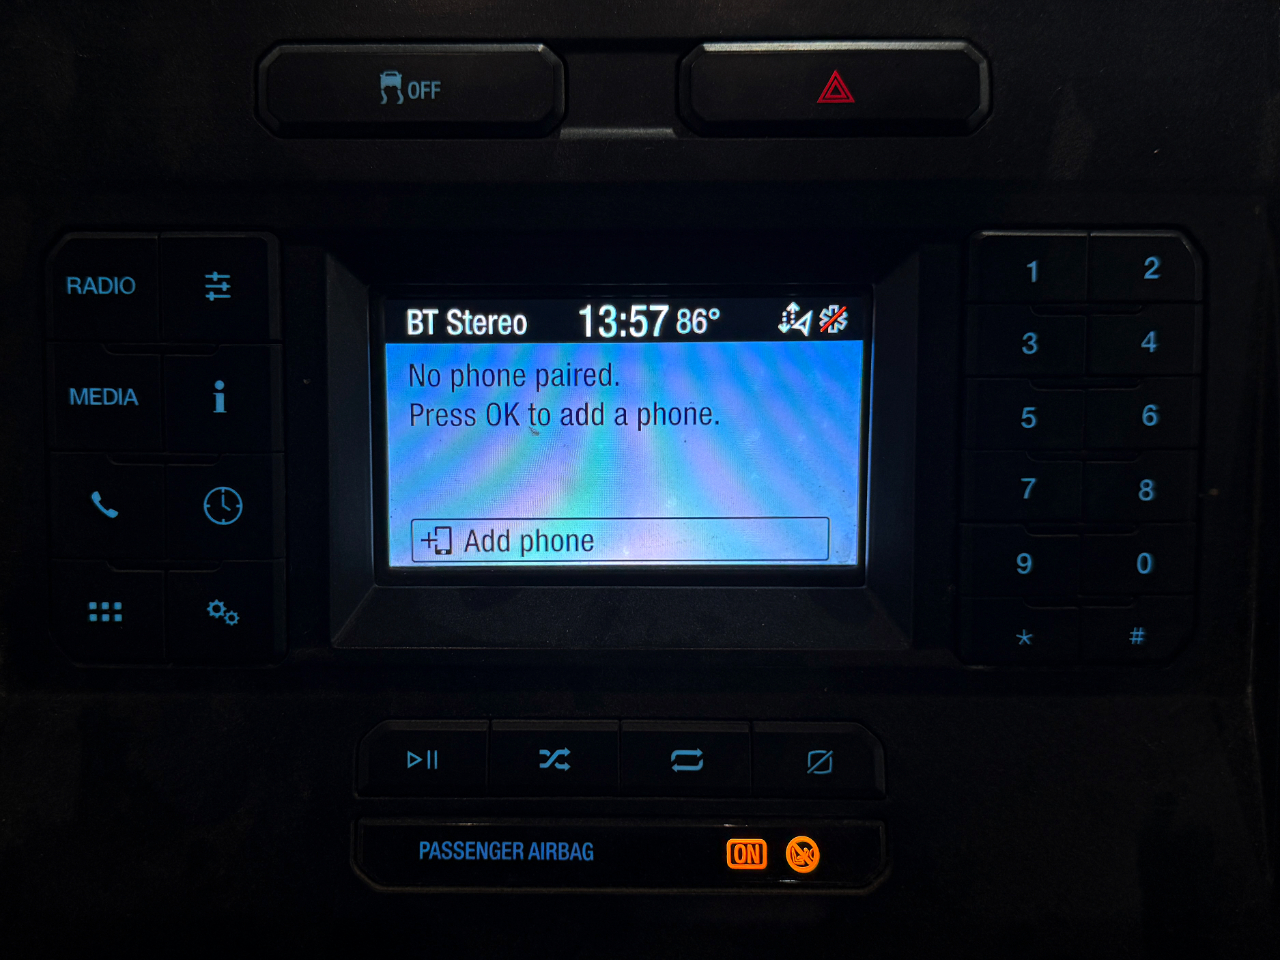 OFF
RADIO
MEDIA
BT Stereo 13:57 86°
No phone paired.
Press OK to add a phone.
Add phone
1 2
3 4
5 6
7 8
9 0
* #
PASSENGER AIRBAG ON